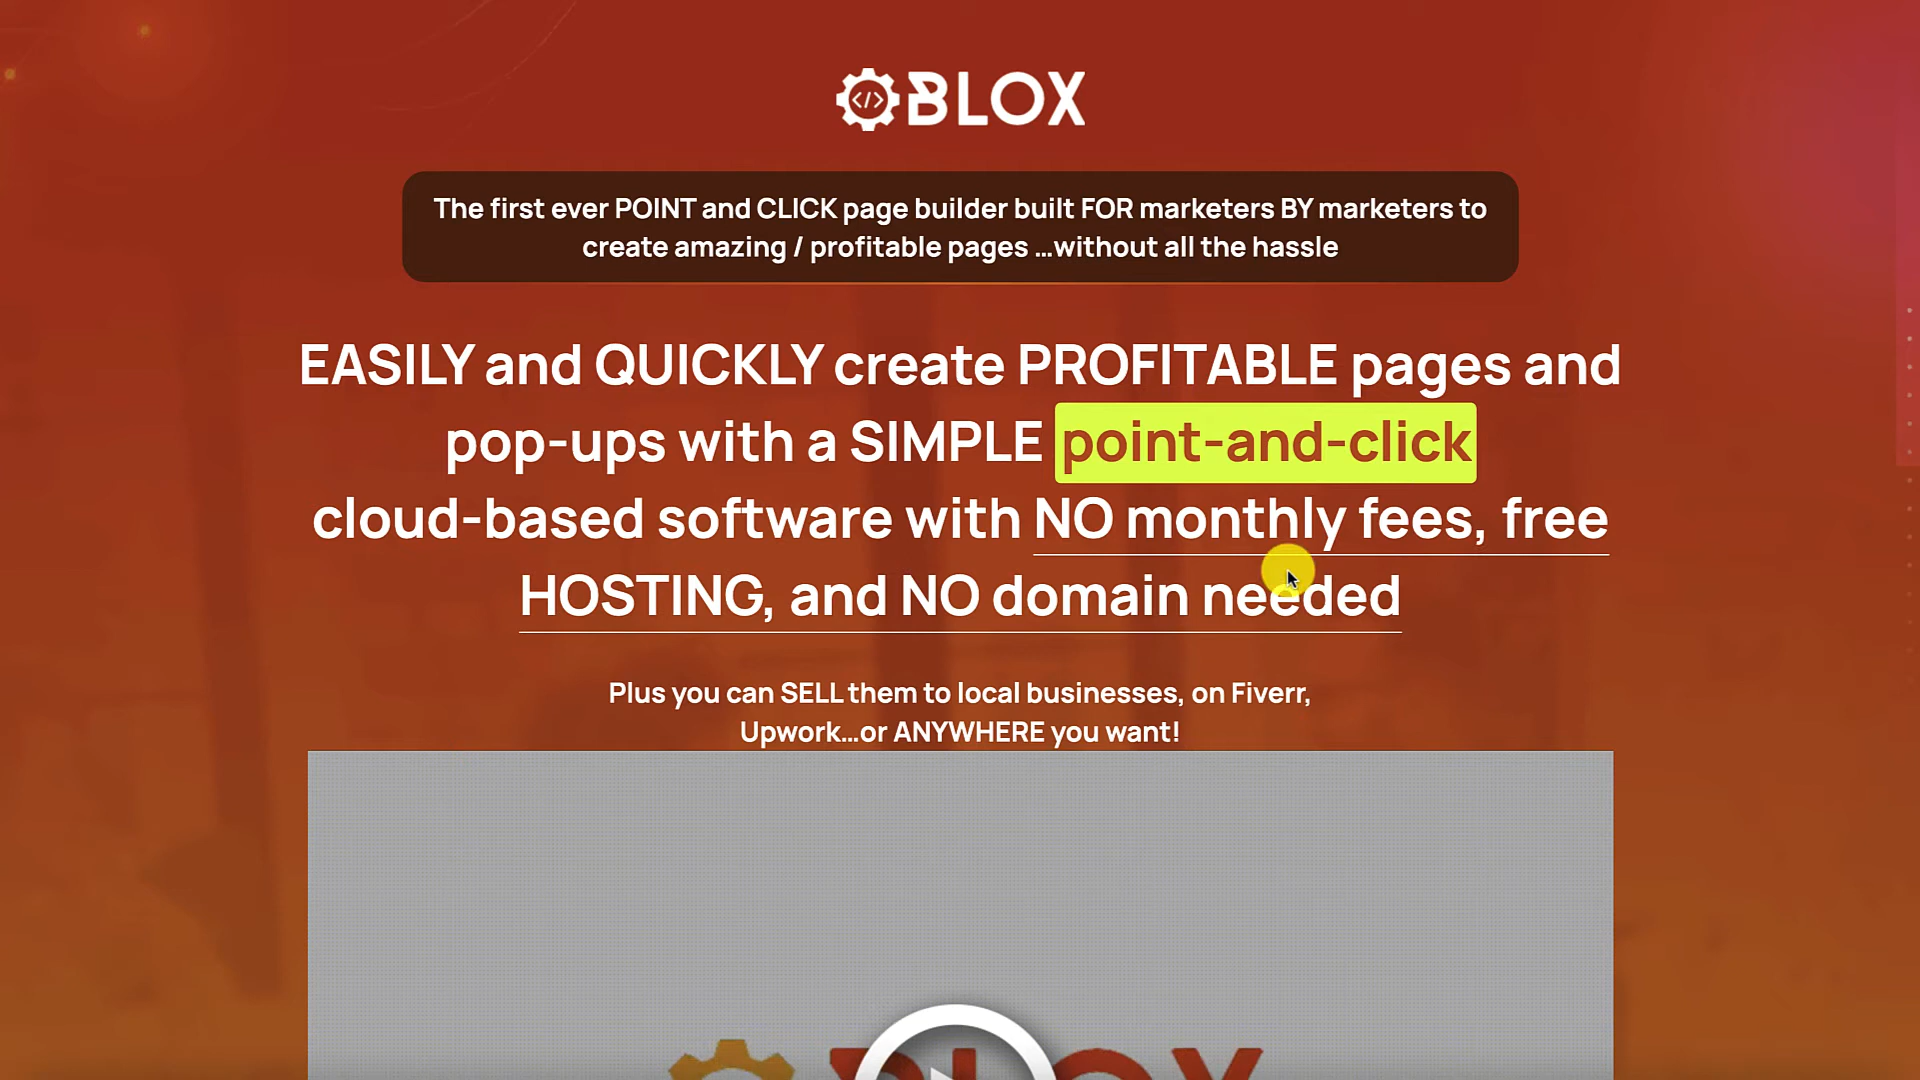 BLOX
The first ever POINT and CLICK page builder built FOR marketers BY marketers to
create amazing / profitable pages ...without all the hassle
EASILY and QUICKLY create PROFITABLE pages and
pop-ups with a SIMPLE point-and-click
cloud-based software with NO monthly fees, free
HOSTING, and NO domain needed
Plus you can SELL them to local businesses, on Fiverr,
Upwork...or ANYWHERE you want!
BLOX